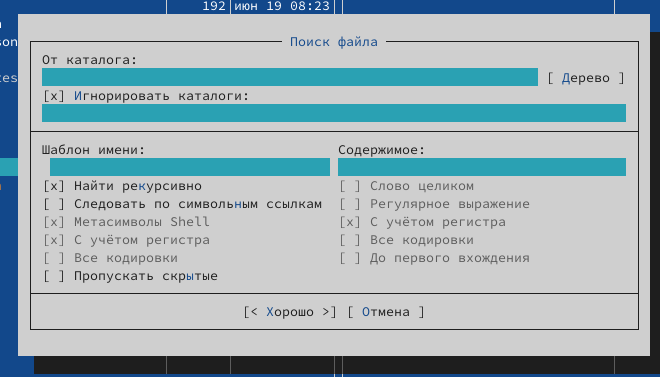 192 июн 19 08:23
son
Поиск файла
От каталога:
[ Дерево ]
tes
[x] Игнорировать каталоги:
Шаблон имени: Содержимое:
[x] Найти рекурсивно [ ] Слово целиком
[ ] Следовать по символьным ссылкам [ ] Регулярное выражение
[x] Метасимволы Shell [x] С учётом регистра
[x] С учётом регистра [ ] Все кодировки
[ ] Все кодировки [ ] До первого вхождения
[ ] Пропускать скрытые
[< Хорошо >] [ Отмена ]